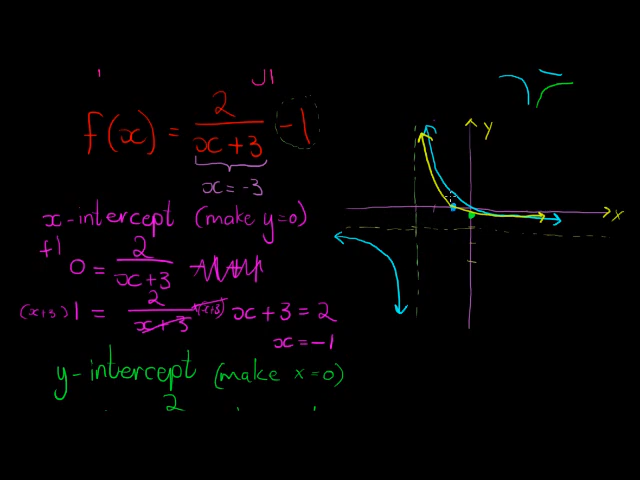 f(x) = 2/(x+3) - 1
x = -3
x-intercept (make y=0)
+1 0 = 2/(x+3)
(x+3) 1 = 2/(x+3) (x+3) x+3 = 2
x = -1
y-intercept (make x=0)
2
y
x